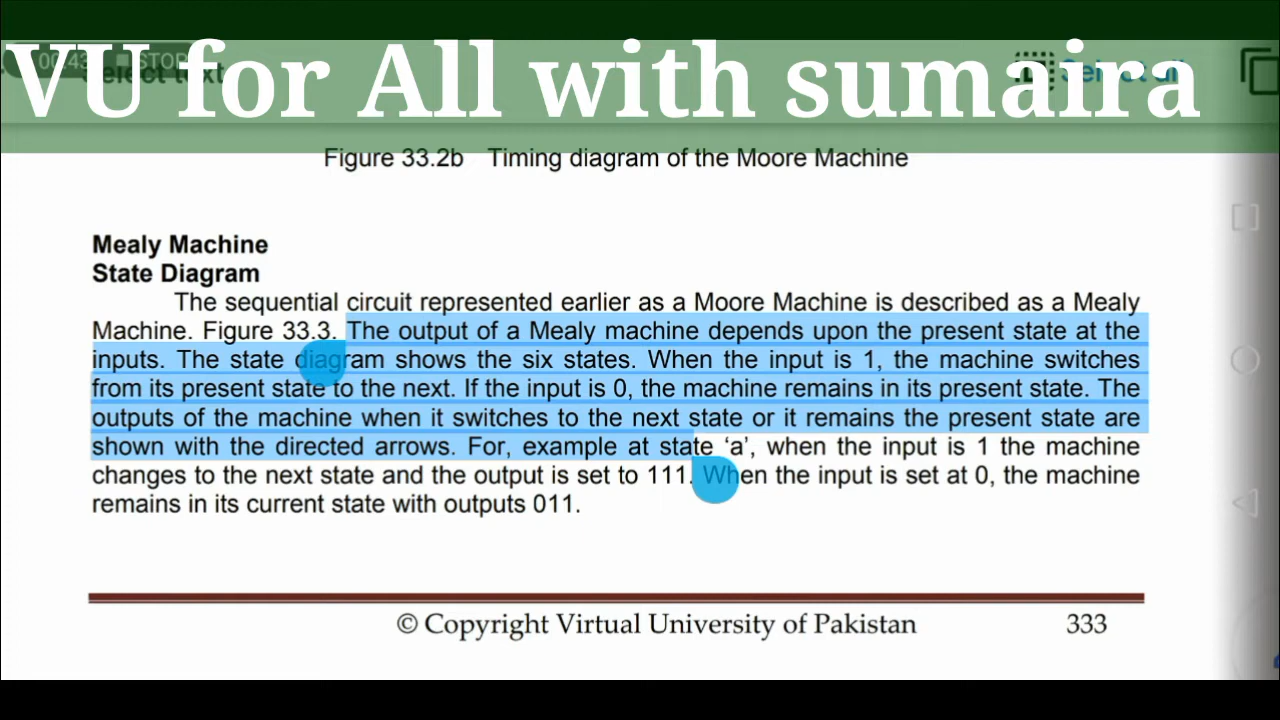 VU for All with sumaira
00:43 STOP
Select text
Select all
Figure 33.2b Timing diagram of the Moore Machine
Mealy Machine
State Diagram
The sequential circuit represented earlier as a Moore Machine is described as a Mealy
Machine. Figure 33.3. The output of a Mealy machine depends upon the present state at the
inputs. The state diagram shows the six states. When the input is 1, the machine switches
from its present state to the next. If the input is 0, the machine remains in its present state. The
outputs of the machine when it switches to the next state or it remains the present state are
shown with the directed arrows. For, example at state ‘a’, when the input is 1 the machine
changes to the next state and the output is set to 111. When the input is set at 0, the machine
remains in its current state with outputs 011.
© Copyright Virtual University of Pakistan 333